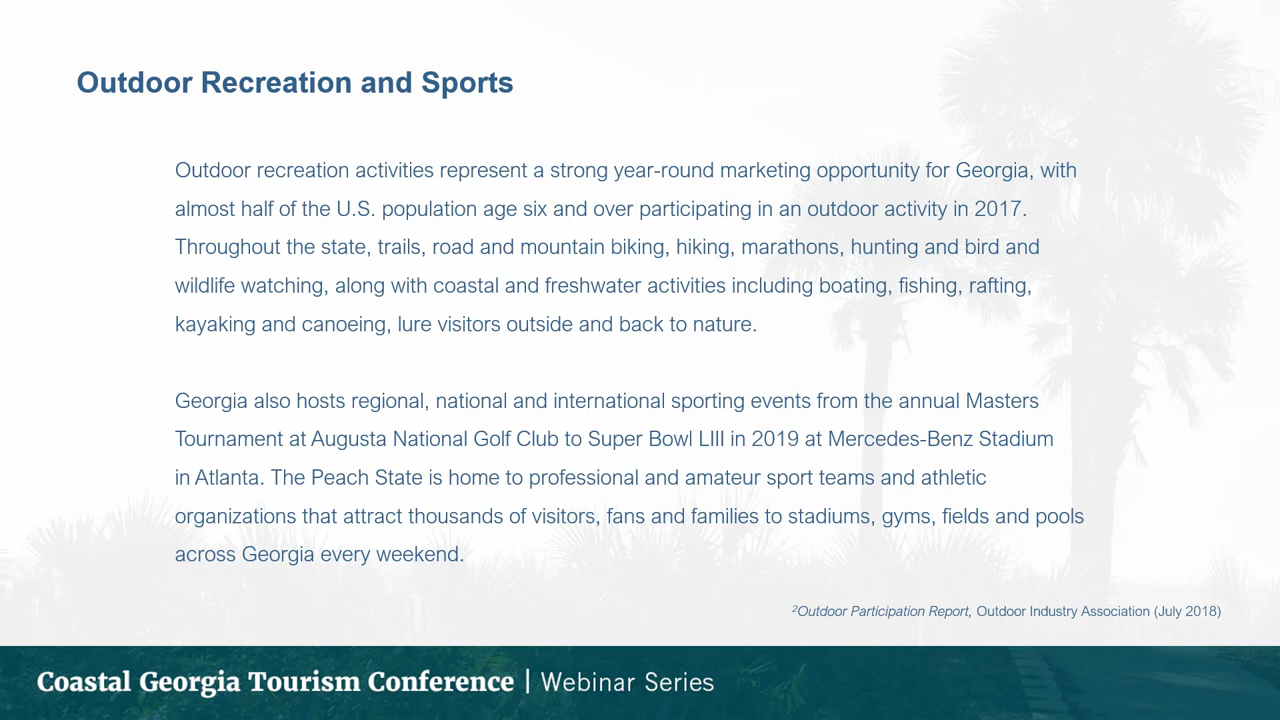 Outdoor Recreation and Sports
Outdoor recreation activities represent a strong year-round marketing opportunity for Georgia, with
almost half of the U.S. population age six and over participating in an outdoor activity in 2017.
Throughout the state, trails, road and mountain biking, hiking, marathons, hunting and bird and
wildlife watching, along with coastal and freshwater activities including boating, fishing, rafting,
kayaking and canoeing, lure visitors outside and back to nature.
Georgia also hosts regional, national and international sporting events from the annual Masters
Tournament at Augusta National Golf Club to Super Bowl LIII in 2019 at Mercedes-Benz Stadium
in Atlanta. The Peach State is home to professional and amateur sport teams and athletic
organizations that attract thousands of visitors, fans and families to stadiums, gyms, fields and pools
across Georgia every weekend.
²Outdoor Participation Report, Outdoor Industry Association (July 2018)
Coastal Georgia Tourism Conference | Webinar Series